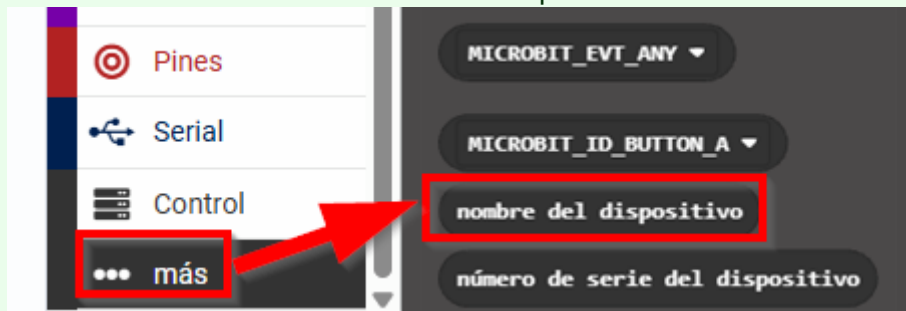 Pines
Serial
Control
más
MICROBIT_EVT_ANY
MICROBIT_ID_BUTTON_A
nombre del dispositivo
número de serie del dispositivo